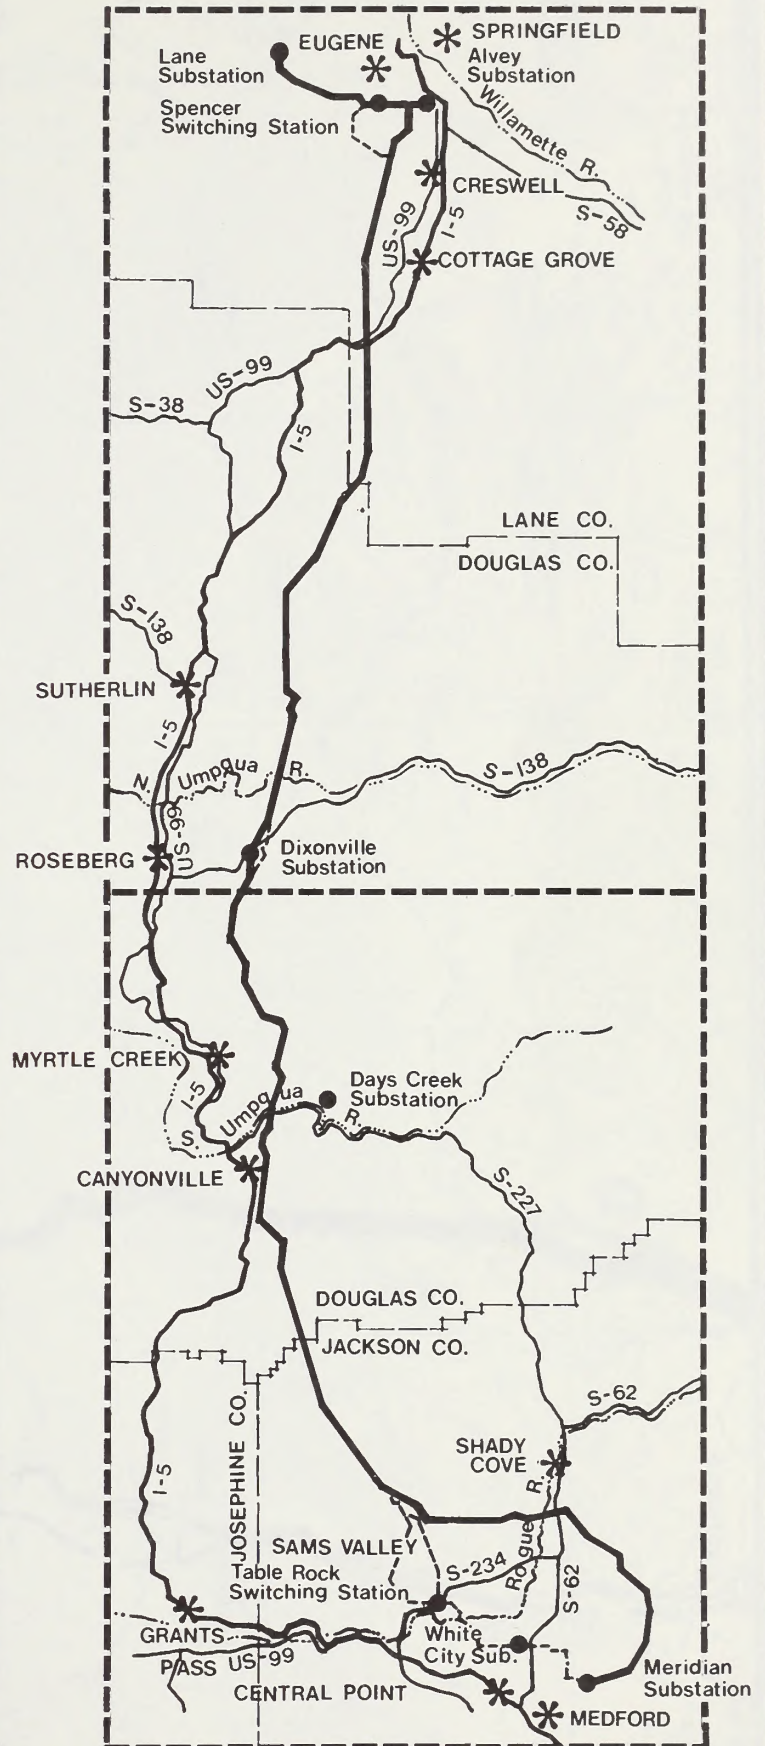 EUGENE
SPRINGFIELD
Lane
Substation
Alvey
Substation
Spencer
Switching Station
Willamette R.
CRESWELL
S-58
US-99
I-5
COTTAGE GROVE
US-99
S-38
I-5
LANE CO.
DOUGLAS CO.
S-138
SUTHERLIN
I-5
N. Umpqua R.
S-138
US-99
ROSEBERG
Dixonville
Substation
MYRTLE CREEK
I-5
Days Creek
Substation
S. Umpqua R.
CANYONVILLE
S-227
DOUGLAS CO.
JACKSON CO.
JOSEPHINE CO.
S-62
SHADY
COVE
I-5
Rogue R.
SAMS VALLEY
Table Rock
Switching Station
S-234
S-62
GRANTS
PASS
US-99
White
City Sub.
CENTRAL POINT
Meridian
Substation
MEDFORD